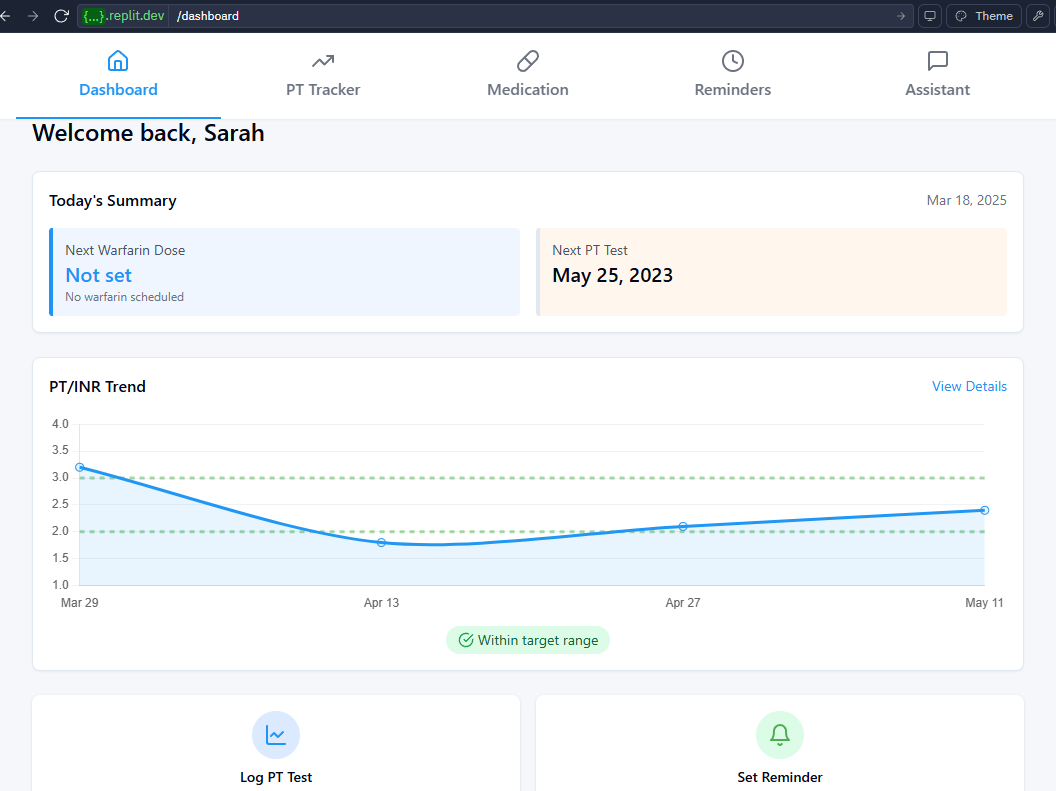 {...}.replit.dev /dashboard Theme
Dashboard PT Tracker Medication Reminders Assistant
Welcome back, Sarah
Today's Summary Mar 18, 2025
Next Warfarin Dose
Not set
No warfarin scheduled
Next PT Test
May 25, 2023
PT/INR Trend View Details
4.0
3.5
3.0
2.5
2.0
1.5
1.0
Mar 29 Apr 13 Apr 27 May 11
Within target range
Log PT Test Set Reminder